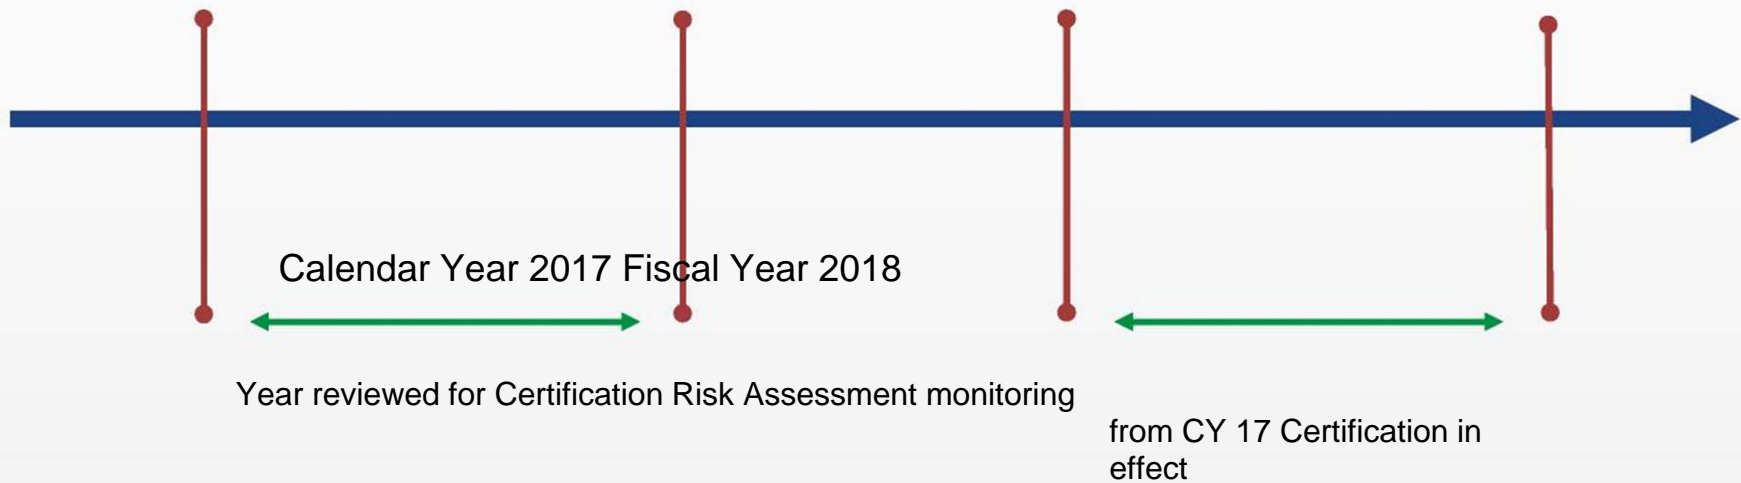 Calendar Year 2017 Fiscal Year 2018
Year reviewed for Certification Risk Assessment monitoring
from CY 17 Certification in
effect